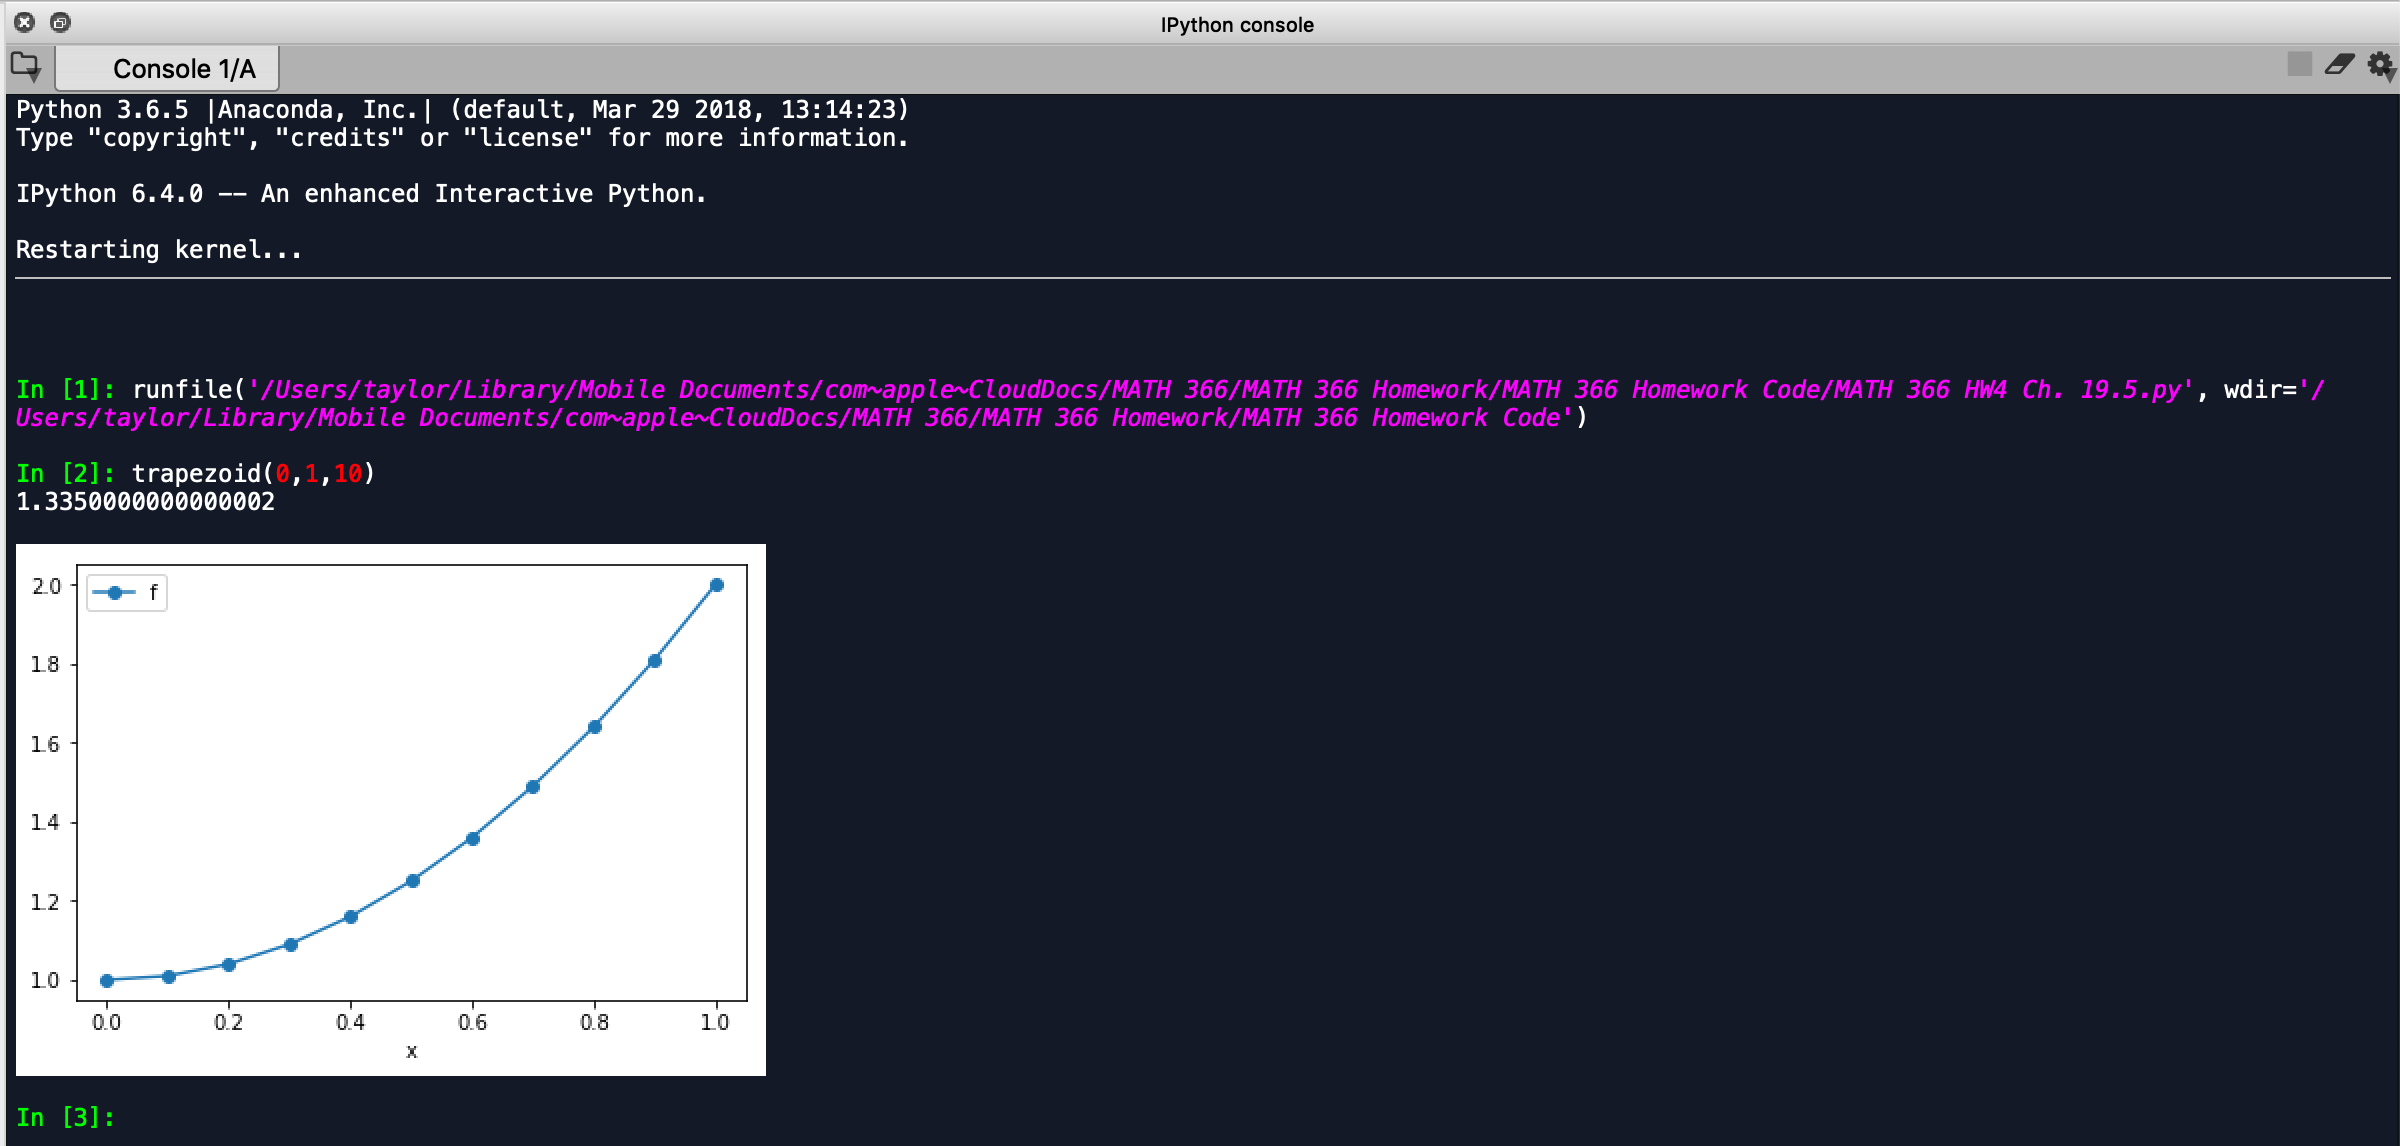 IPython console
Console 1/A
Python 3.6.5 |Anaconda, Inc.| (default, Mar 29 2018, 13:14:23)
Type "copyright", "credits" or "license" for more information.
IPython 6.4.0 -- An enhanced Interactive Python.
Restarting kernel...
In [1]: runfile('/Users/taylor/Library/Mobile Documents/com~apple~CloudDocs/MATH 366/MATH 366 Homework/MATH 366 Homework Code/MATH 366 HW4 Ch. 19.5.py', wdir='/
Users/taylor/Library/Mobile Documents/com~apple~CloudDocs/MATH 366/MATH 366 Homework/MATH 366 Homework Code')
In [2]: trapezoid(0,1,10)
1.3350000000000002
f
2.0
1.8
1.6
1.4
1.2
1.0
0.0 0.2 0.4 0.6 0.8 1.0
x
In [3]: